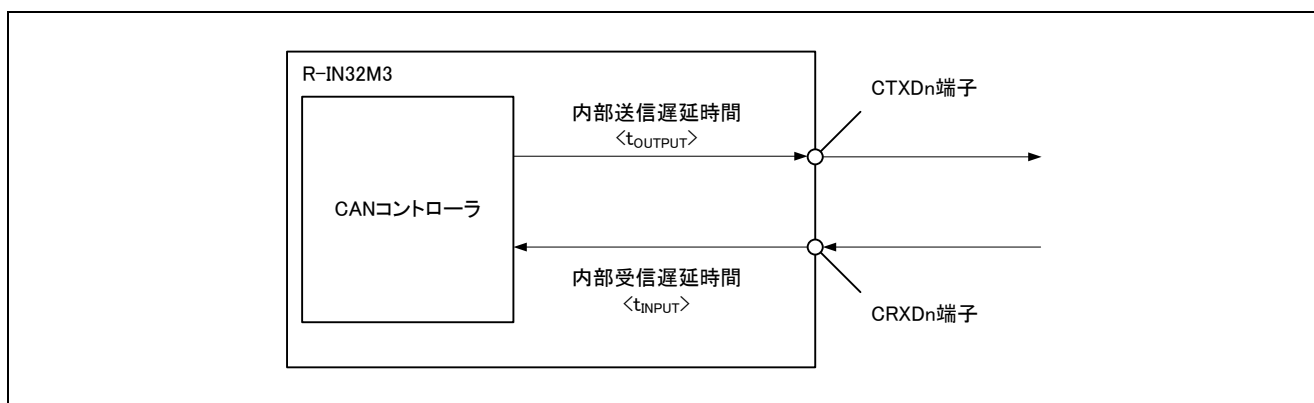 R-IN32M3
CTXDn端子
内部送信遅延時間
<tOUTPUT>
CANコントローラ
内部受信遅延時間
<tINPUT>
CRXDn端子